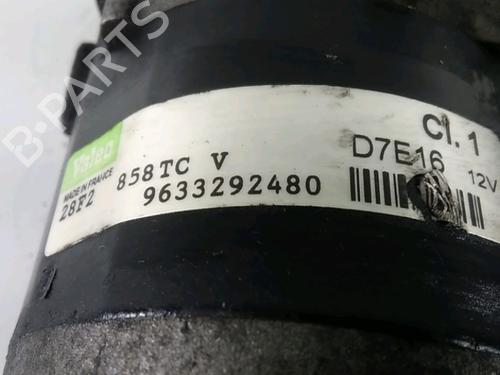 B-PARTS
Valeo
MADE IN FRANCE
28F2
858TC V
9633292480
Cl.1
D7E16
12V